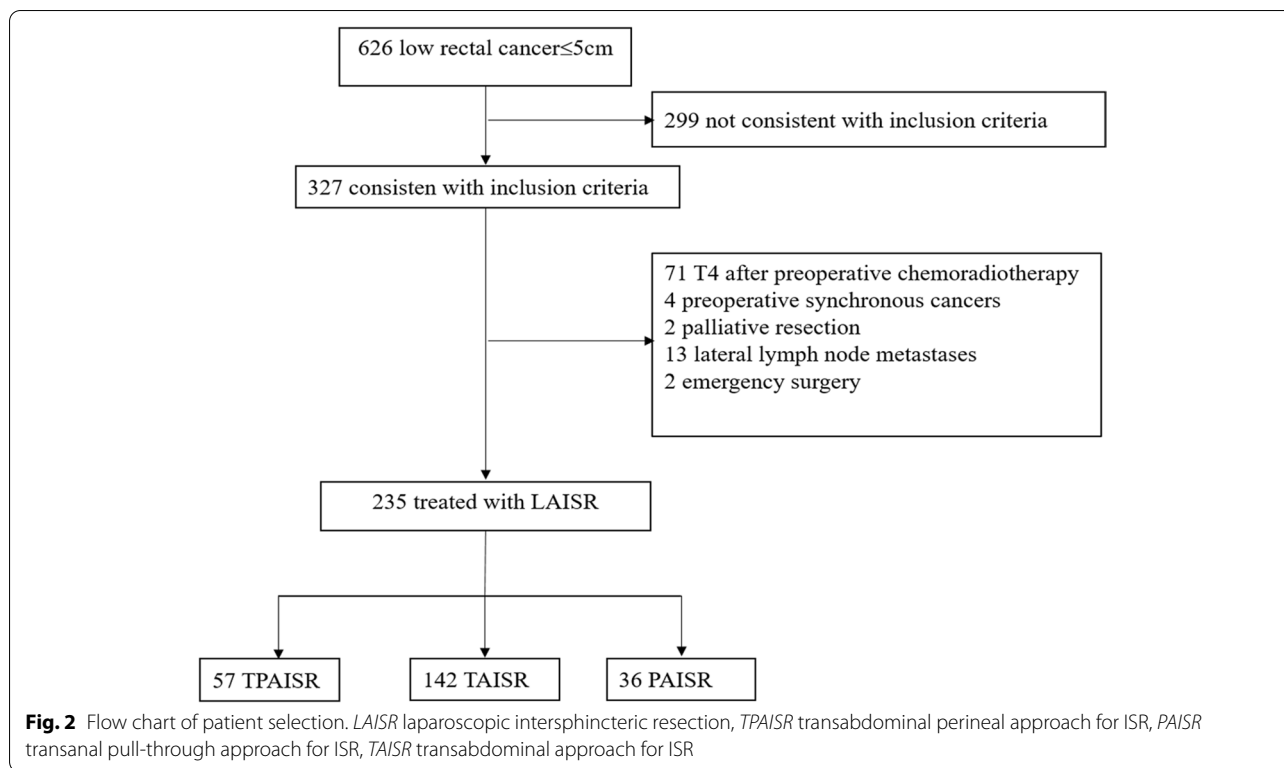 626 low rectal cancer≤5cm
299 not consistent with inclusion criteria
327 consisten with inclusion criteria
71 T4 after preoperative chemoradiotherapy
4 preoperative synchronous cancers
2 palliative resection
13 lateral lymph node metastases
2 emergency surgery
235 treated with LAISR
57 TPAISR
142 TAISR
36 PAISR
Fig. 2 Flow chart of patient selection. LAISR laparoscopic intersphincteric resection, TPAISR transabdominal perineal approach for ISR, PAISR
transanal pull-through approach for ISR, TAISR transabdominal approach for ISR